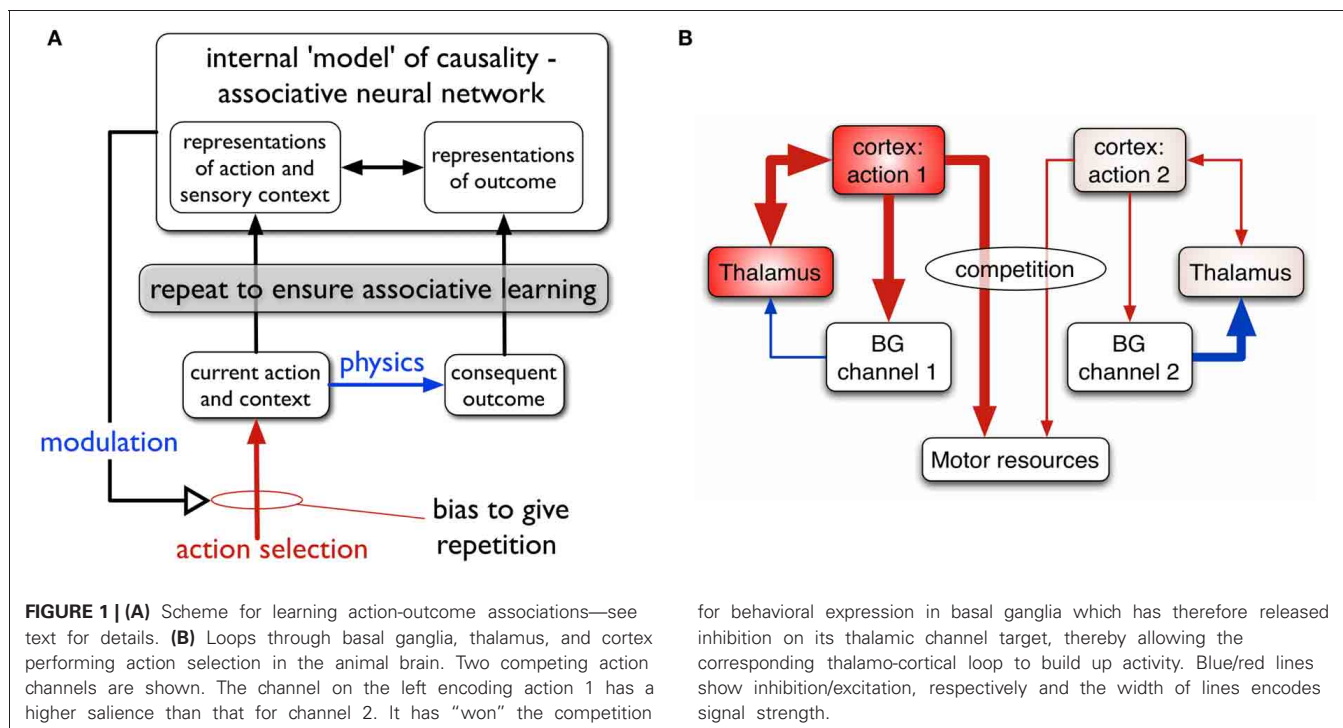 A
internal 'model' of causality -
associative neural network
representations
of action and
sensory context
representations
of outcome
repeat to ensure associative learning
current action
and context
physics
consequent
outcome
modulation
bias to give
repetition
action selection
B
cortex:
action 1
cortex:
action 2
Thalamus
competition
Thalamus
BG
channel 1
BG
channel 2
Motor resources
FIGURE 1 | (A) Scheme for learning action-outcome associations—see
text for details. (B) Loops through basal ganglia, thalamus, and cortex
performing action selection in the animal brain. Two competing action
channels are shown. The channel on the left encoding action 1 has a
higher salience than that for channel 2. It has “won” the competition
for behavioral expression in basal ganglia which has therefore released
inhibition on its thalamic channel target, thereby allowing the
corresponding thalamo-cortical loop to build up activity. Blue/red lines
show inhibition/excitation, respectively and the width of lines encodes
signal strength.